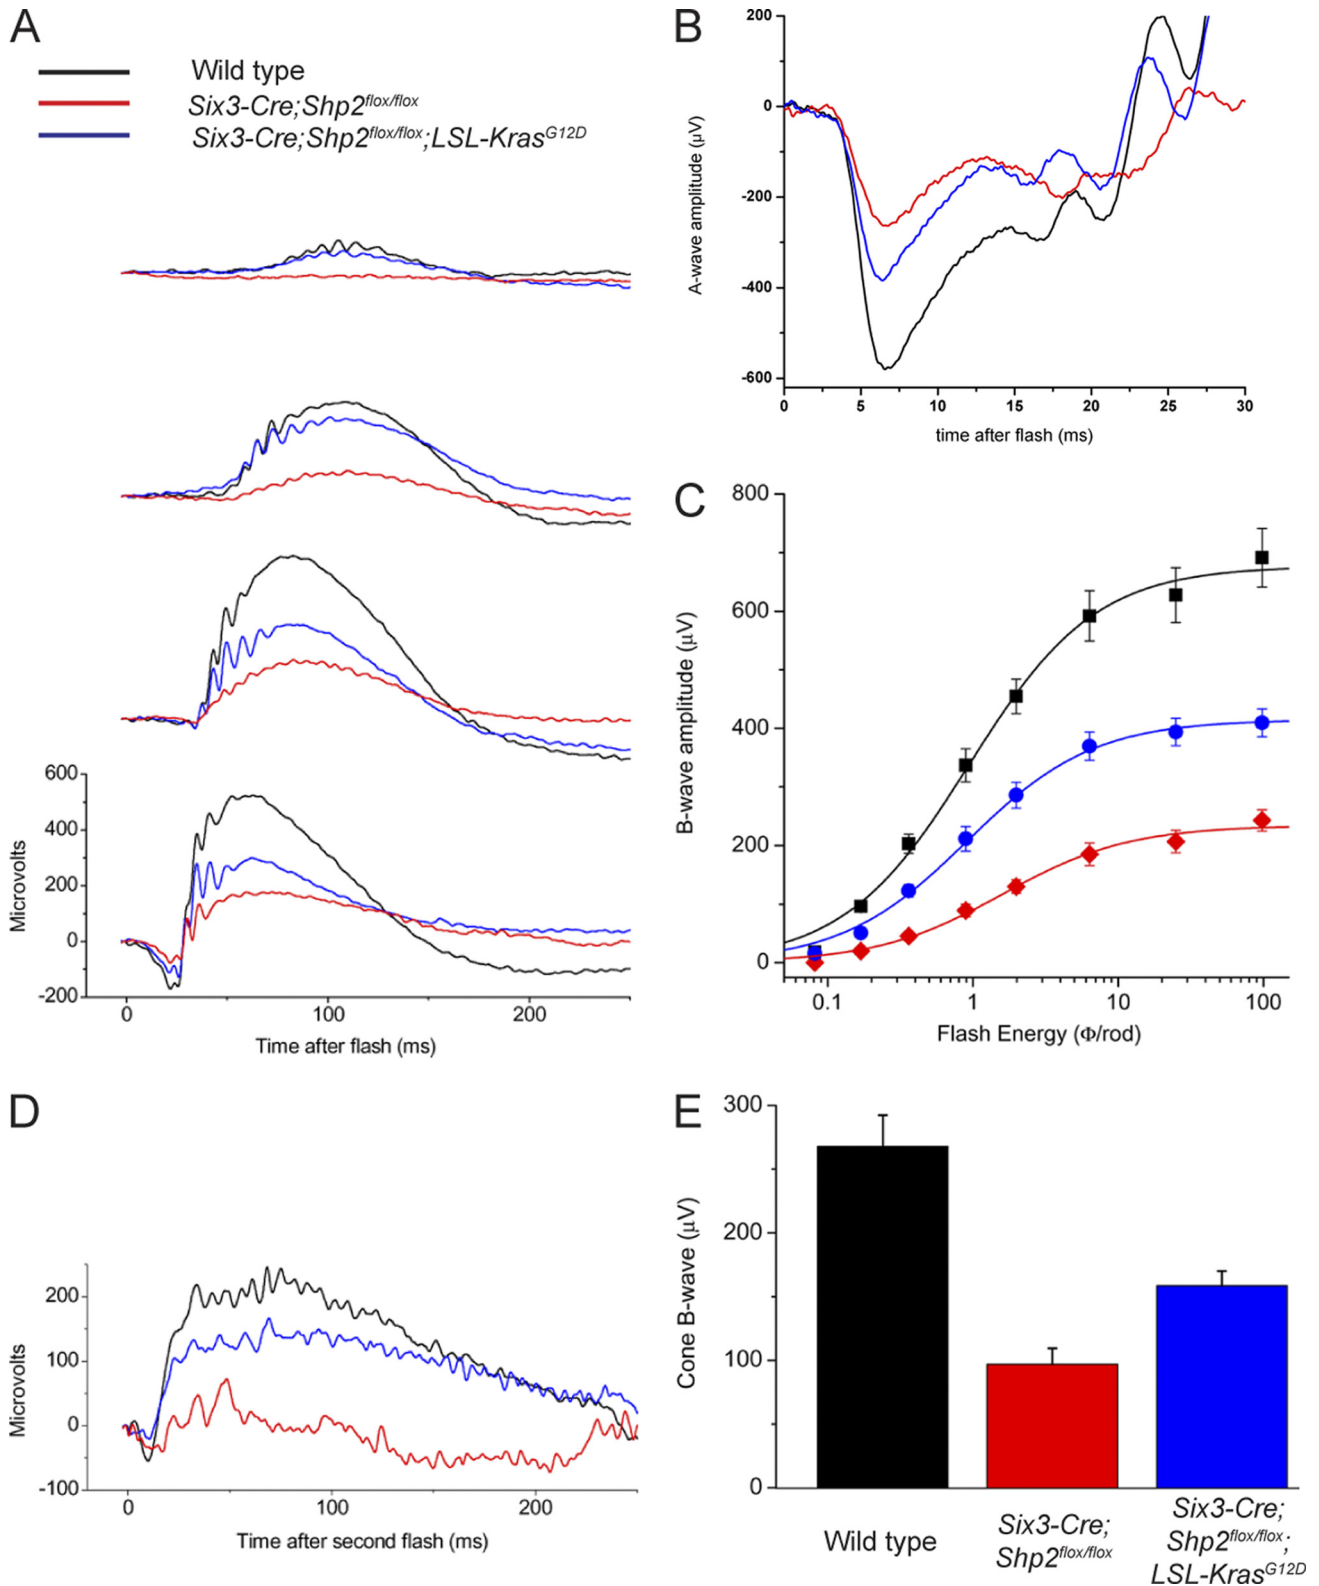 A
Wild type
Six3-Cre;Shp2flox/flox
Six3-Cre;Shp2flox/flox;LSL-KrasG12D
600
400
200
0
-200
Microvolts
0 100 200
Time after flash (ms)
B
200
0
-200
-400
-600
A-wave amplitude (μV)
0 5 10 15 20 25 30
time after flash (ms)
C
800
600
400
200
0
B-wave amplitude (μV)
0.1 1 10 100
Flash Energy (Φ/rod)
D
200
100
0
-100
Microvolts
0 100 200
Time after second flash (ms)
E
300
200
100
0
Cone B-wave (μV)
Wild type
Six3-Cre;
Shp2flox/flox
Six3-Cre;
Shp2flox/flox;
LSL-KrasG12D